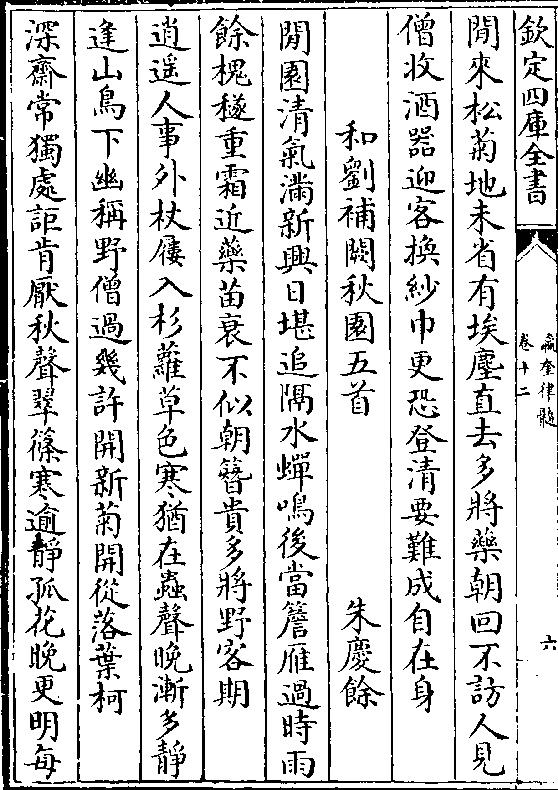 欽定四庫全書
瀛奎律髓
卷十二
六
閒來松菊地未省有埃塵直去多將藥朝回不訪人見
僧收酒器迎客換紗巾更恐登清要難成自在身
和劉補闕秋園五首 朱慶餘
閒園清氣滿新興日堪追隔水蟬鳴後當簷雁過時雨
餘槐穟重霜近藥苗衰不似朝簪貴多將野客期
逍遥人事外杖屨入杉蘿草色寒猶在蟲聲晚漸多靜
逢山鳥下幽稱野僧過幾許開新菊開從落葉柯
深齋常獨處詎肯厭秋聲翠篠寒逾靜孤花晚更明每